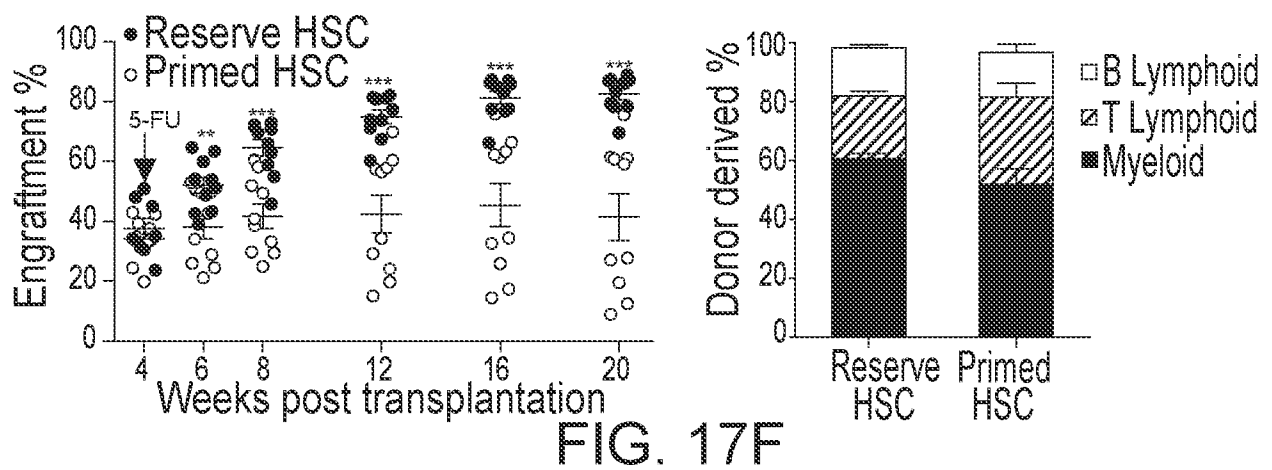 Engraftment %
100
80
60
40
20
0
● Reserve HSC
○ Primed HSC
5-FU
**
***
***
***
***
4 6 8 12 16 20
Weeks post transplantation
Donor derived %
100
80
60
40
20
0
Reserve HSC
Primed HSC
B Lymphoid
T Lymphoid
Myeloid
FIG. 17F